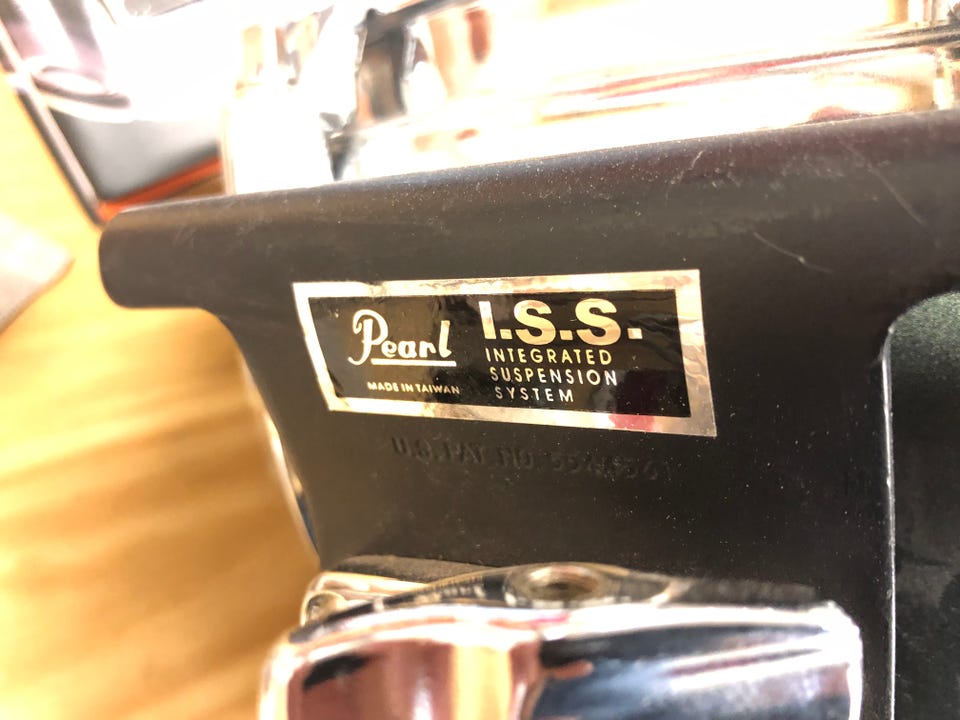 Pearl
MADE IN TAIWAN
I.S.S.
INTEGRATED
SUSPENSION
SYSTEM
U.S. PAT NO.